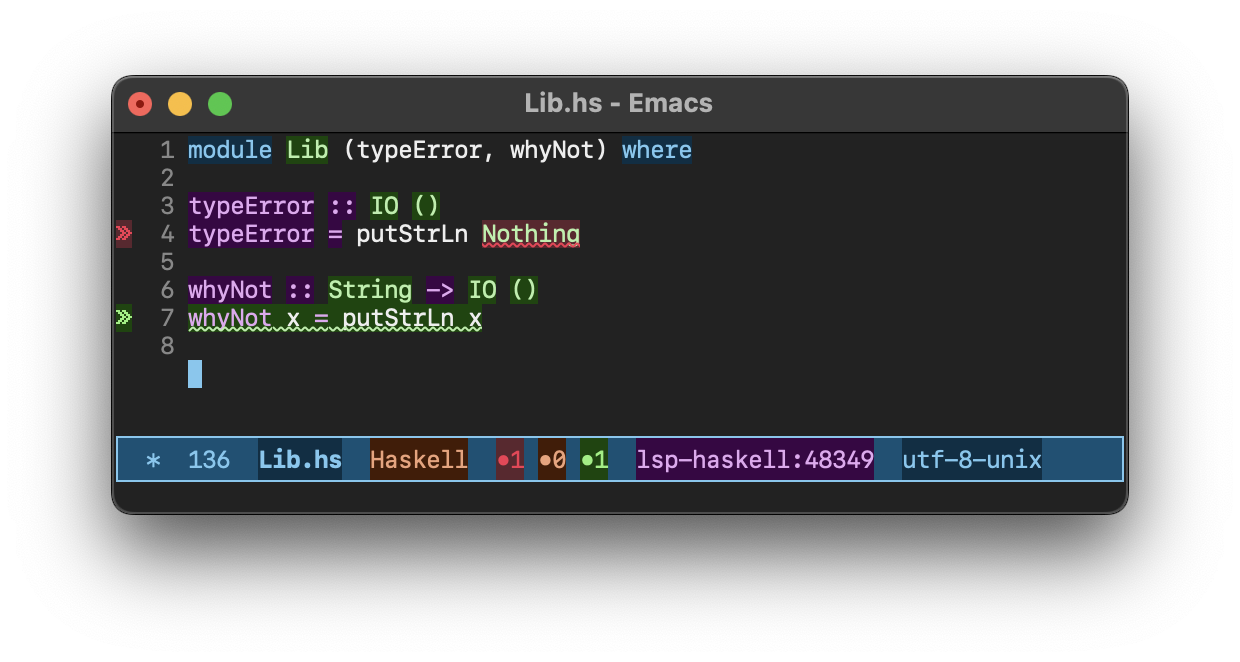 Lib.hs - Emacs
1 module Lib (typeError, whyNot) where
2
3 typeError :: IO ()
» 4 typeError = putStrLn Nothing
5
6 whyNot :: String -> IO ()
» 7 whyNot x = putStrLn x
8
* 136 Lib.hs Haskell •1 •0 •1 lsp-haskell:48349 utf-8-unix